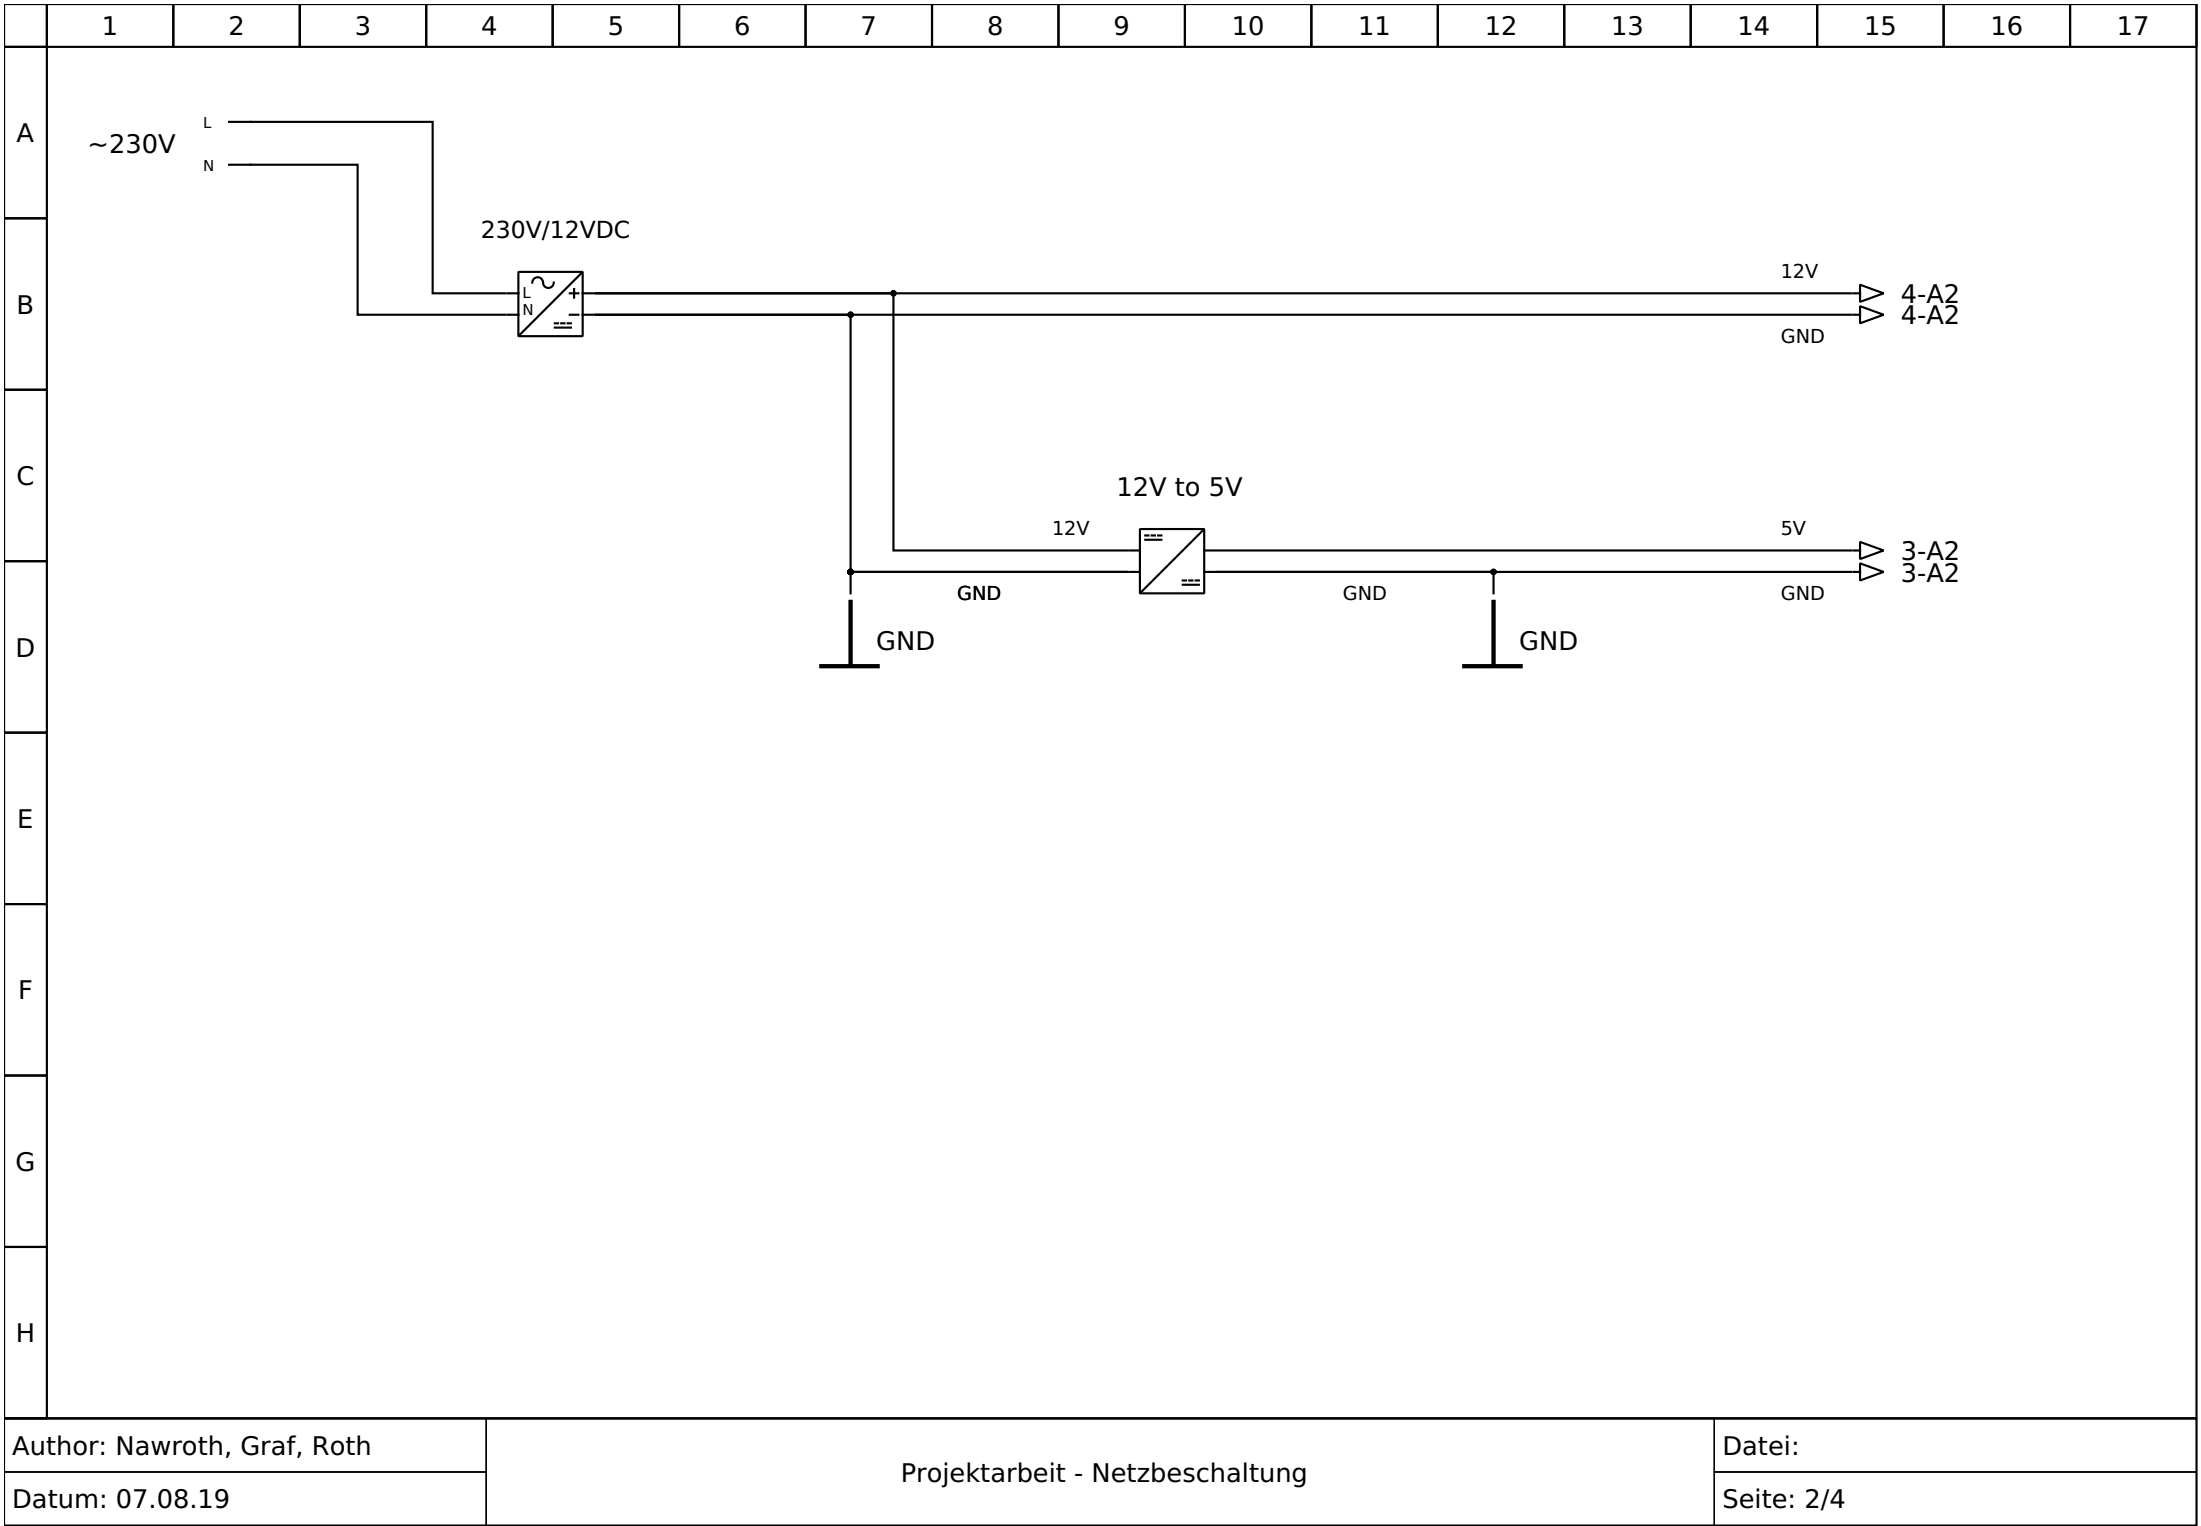 1 2 3 4 5 6 7 8 9 10 11 12 13 14 15 16 17
A
L
~230V
N
B
230V/12VDC
L +
N −
12V
4-A2
4-A2
GND
C
12V to 5V
12V
5V
3-A2
3-A2
GND
GND
GND
D
GND
GND
E
F
G
H
Author: Nawroth, Graf, Roth
Datum: 07.08.19
Projektarbeit - Netzbeschaltung
Datei:
Seite: 2/4